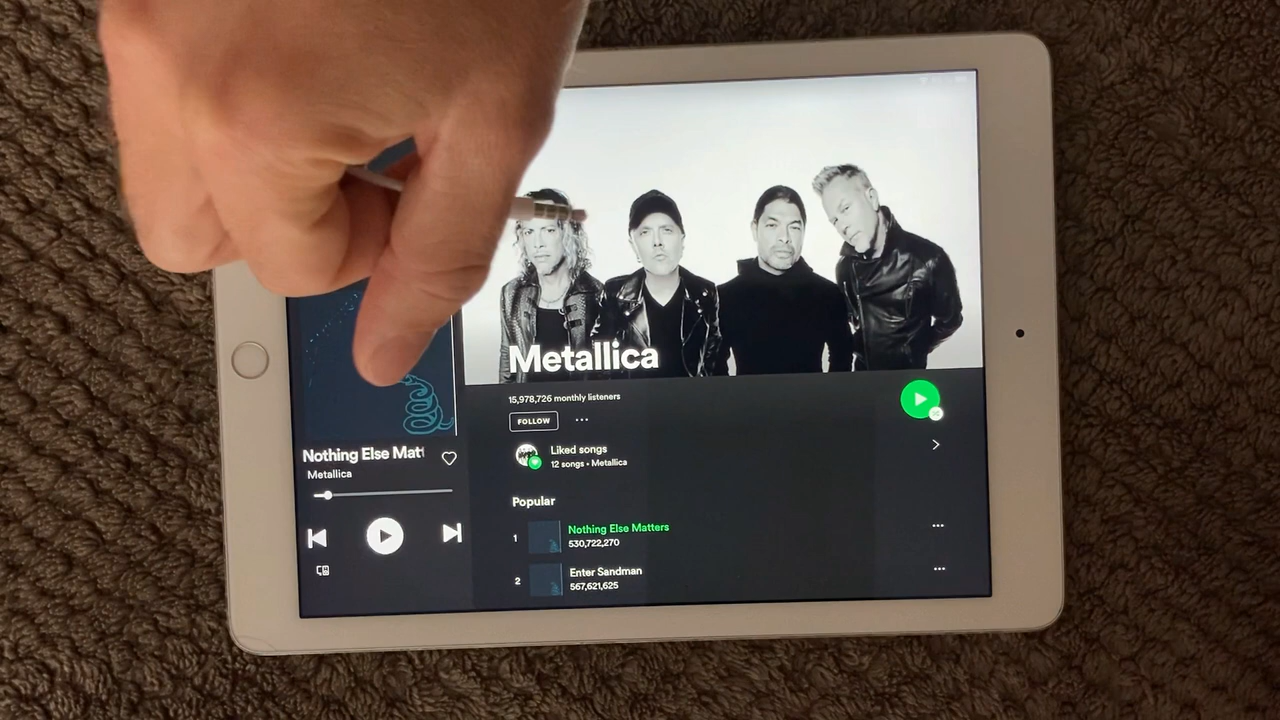 Metallica
15,978,726 monthly listeners
FOLLOW
Liked songs
12 songs • Metallica
Popular
1
Nothing Else Matters
530,722,270
2
Enter Sandman
567,621,625
Nothing Else Mat
Metallica